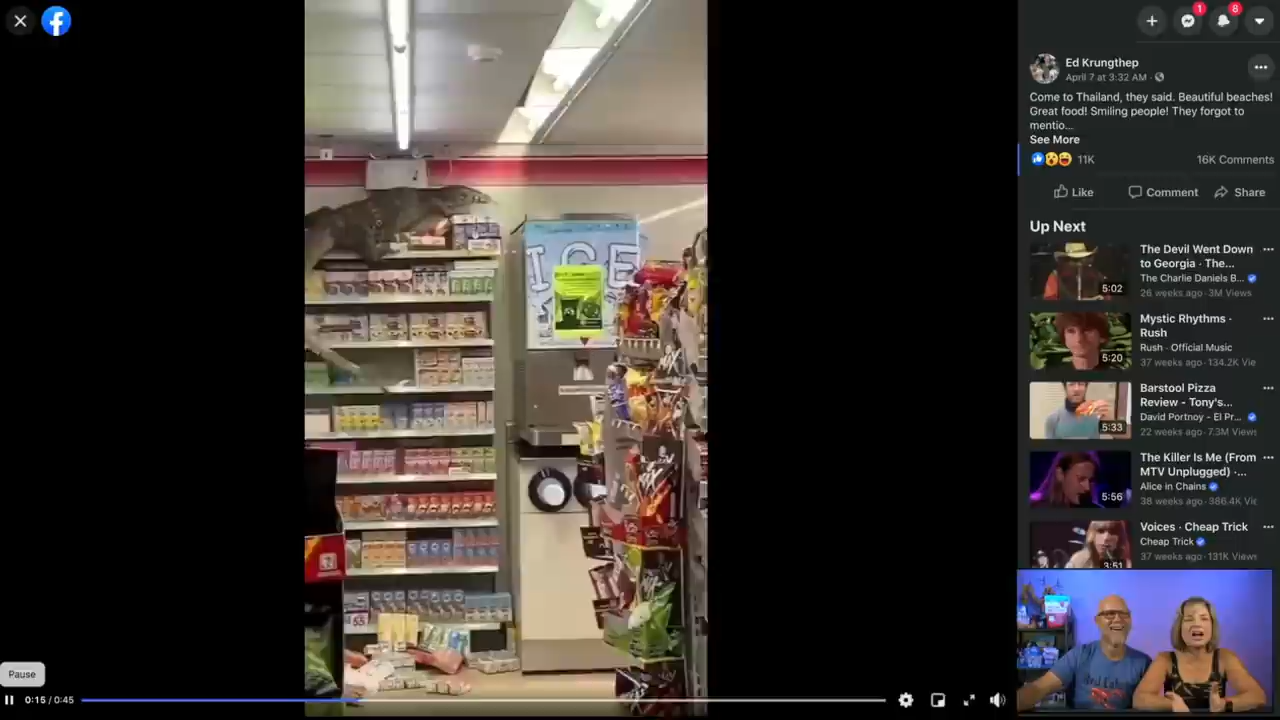 Ed Krungthep
April 7 at 3:32 AM ·
Come to Thailand, they said. Beautiful beaches!
Great food! Smiling people! They forgot to
mentio...
See More
11K
16K Comments
Like
Comment
Share
Up Next
The Devil Went Down
to Georgia · The...
The Charlie Daniels B...
26 weeks ago · 3M Views
5:02
Mystic Rhythms ·
Rush
Rush · Official Music
37 weeks ago · 134.2K Vie
5:20
Barstool Pizza
Review - Tony's...
David Portnoy - El Pr...
22 weeks ago · 7.3M Views
5:33
The Killer Is Me (From
MTV Unplugged) ·...
Alice in Chains
38 weeks ago · 386.4K Vie
5:56
Voices · Cheap Trick
Cheap Trick
37 weeks ago · 131K Views
3:51
1
8
ICE
55
Pause
0:15 / 0:45